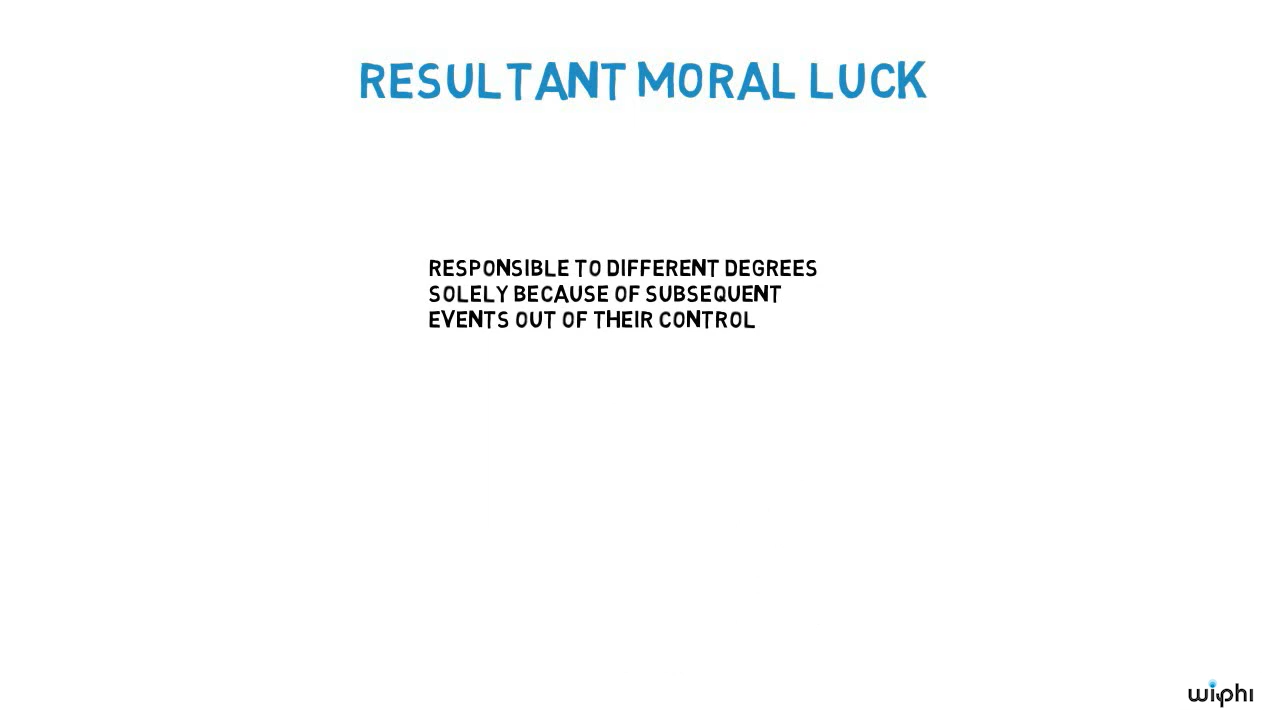 RESULTANT MORAL LUCK
RESPONSIBLE TO DIFFERENT DEGREES
SOLELY BECAUSE OF SUBSEQUENT
EVENTS OUT OF THEIR CONTROL
wiphi